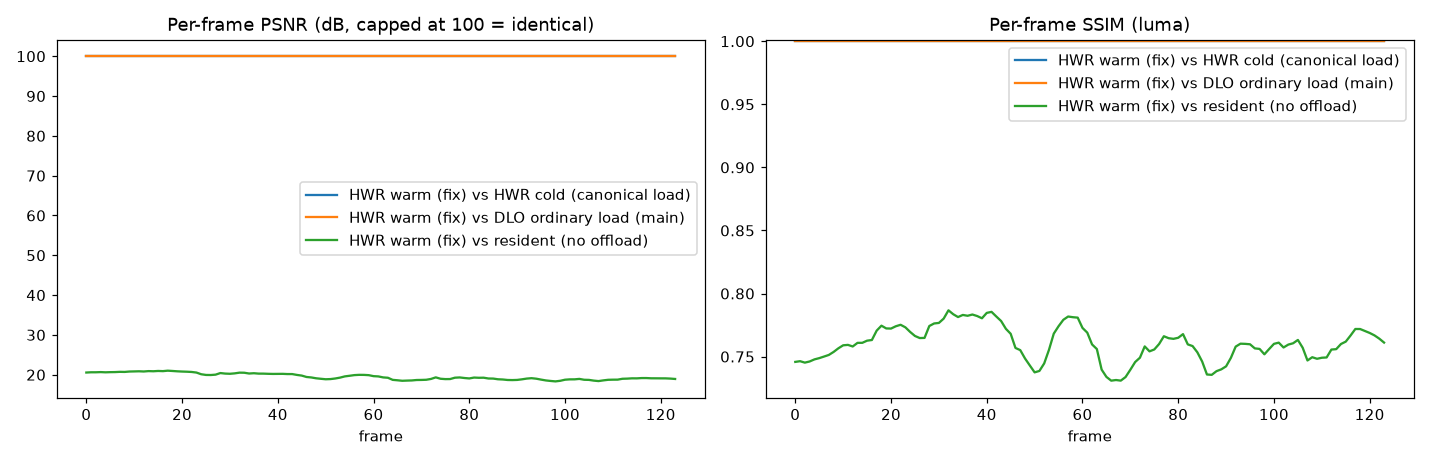 Per-frame PSNR (dB, capped at 100 = identical)
100
90
80
70
60
50
40
30
20
HWR warm (fix) vs HWR cold (canonical load)
HWR warm (fix) vs DLO ordinary load (main)
HWR warm (fix) vs resident (no offload)
0 20 40 60 80 100 120
frame
Per-frame SSIM (luma)
1.00
0.95
0.90
0.85
0.80
0.75
HWR warm (fix) vs HWR cold (canonical load)
HWR warm (fix) vs DLO ordinary load (main)
HWR warm (fix) vs resident (no offload)
0 20 40 60 80 100 120
frame